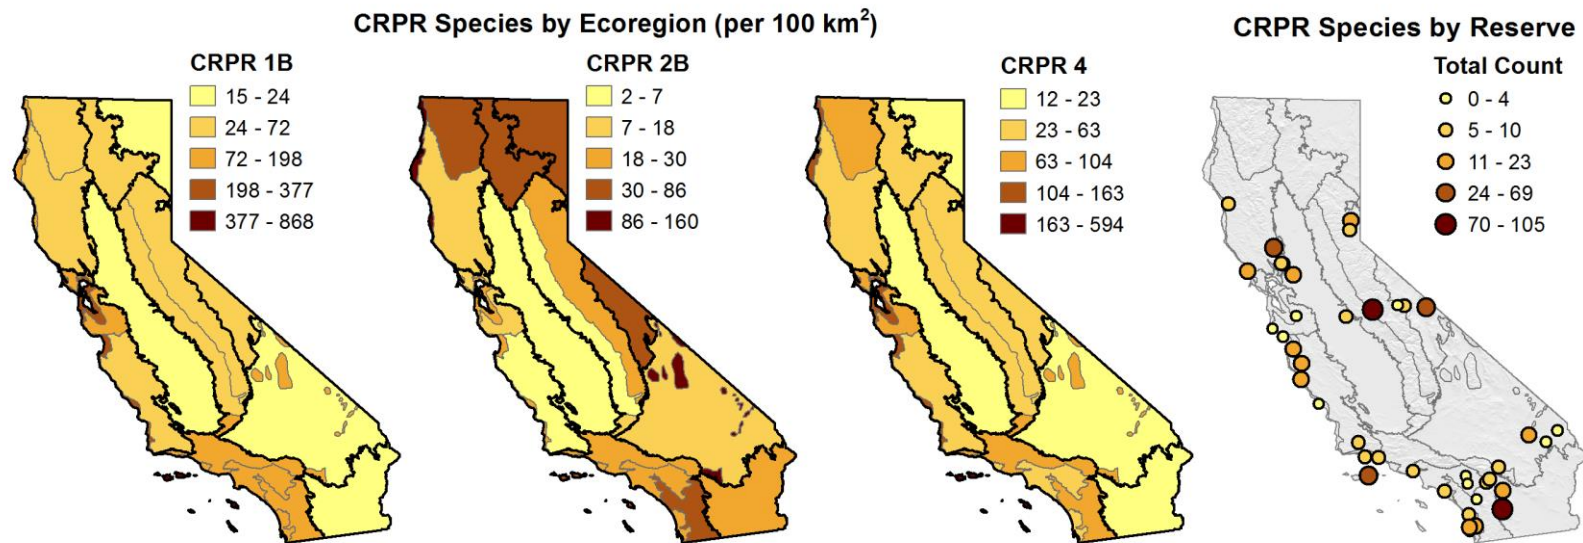 CRPR Species by Ecoregion (per 100 km²)
CRPR 1B
15 - 24
24 - 72
72 - 198
198 - 377
377 - 868
CRPR 2B
2 - 7
7 - 18
18 - 30
30 - 86
86 - 160
CRPR 4
12 - 23
23 - 63
63 - 104
104 - 163
163 - 594
CRPR Species by Reserve
Total Count
0 - 4
5 - 10
11 - 23
24 - 69
70 - 105